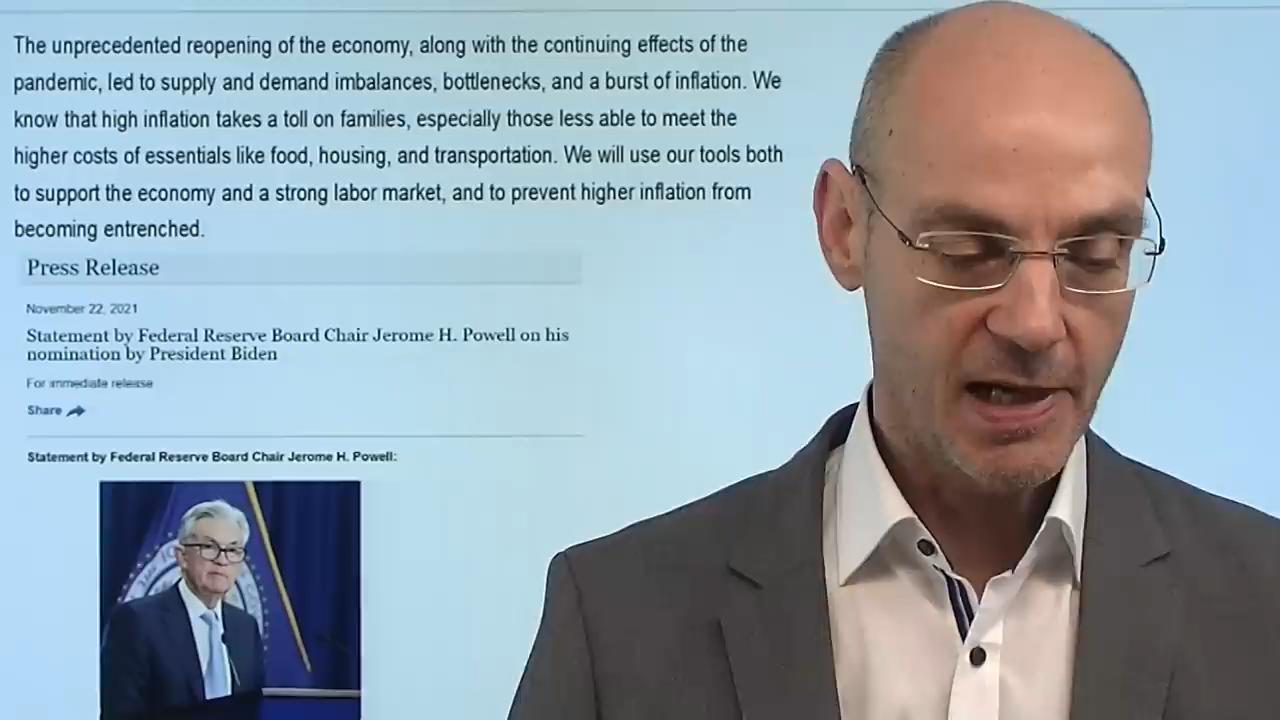 The unprecedented reopening of the economy, along with the continuing effects of the
pandemic, led to supply and demand imbalances, bottlenecks, and a burst of inflation. We
know that high inflation takes a toll on families, especially those less able to meet the
higher costs of essentials like food, housing, and transportation. We will use our tools both
to support the economy and a strong labor market, and to prevent higher inflation from
becoming entrenched.
Press Release
November 22, 2021
Statement by Federal Reserve Board Chair Jerome H. Powell on his
nomination by President Biden
For immediate release
Share
Statement by Federal Reserve Board Chair Jerome H. Powell: